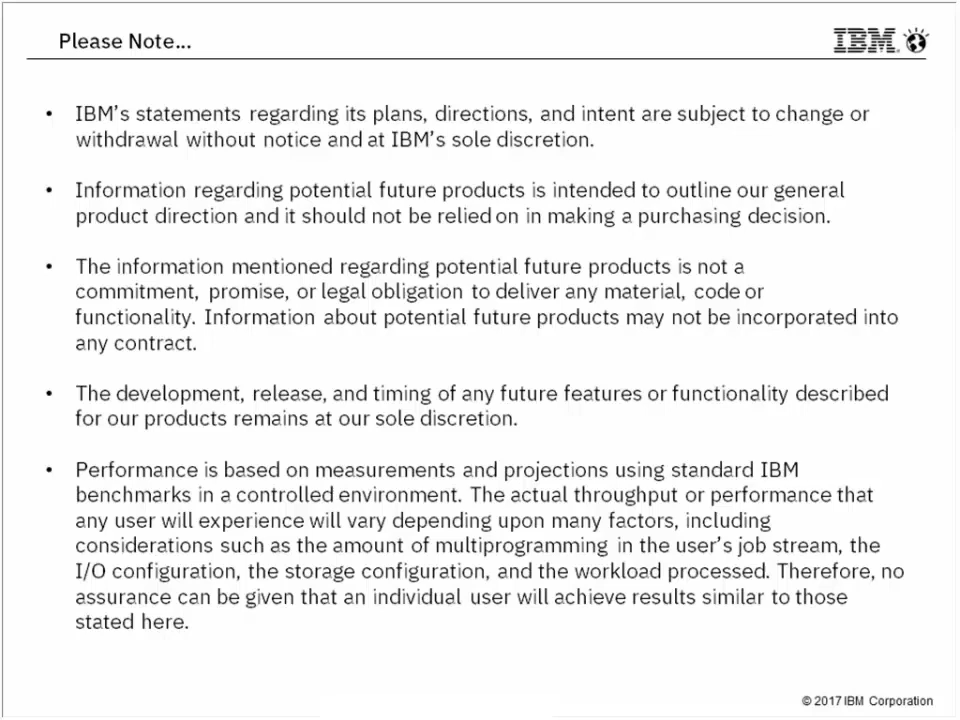 Please Note...
IBM
• IBM's statements regarding its plans, directions, and intent are subject to change or
withdrawal without notice and at IBM's sole discretion.
• Information regarding potential future products is intended to outline our general
product direction and it should not be relied on in making a purchasing decision.
• The information mentioned regarding potential future products is not a
commitment, promise, or legal obligation to deliver any material, code or
functionality. Information about potential future products may not be incorporated into
any contract.
• The development, release, and timing of any future features or functionality described
for our products remains at our sole discretion.
• Performance is based on measurements and projections using standard IBM
benchmarks in a controlled environment. The actual throughput or performance that
any user will experience will vary depending upon many factors, including
considerations such as the amount of multiprogramming in the user's job stream, the
I/O configuration, the storage configuration, and the workload processed. Therefore, no
assurance can be given that an individual user will achieve results similar to those
stated here.
© 2017 IBM Corporation